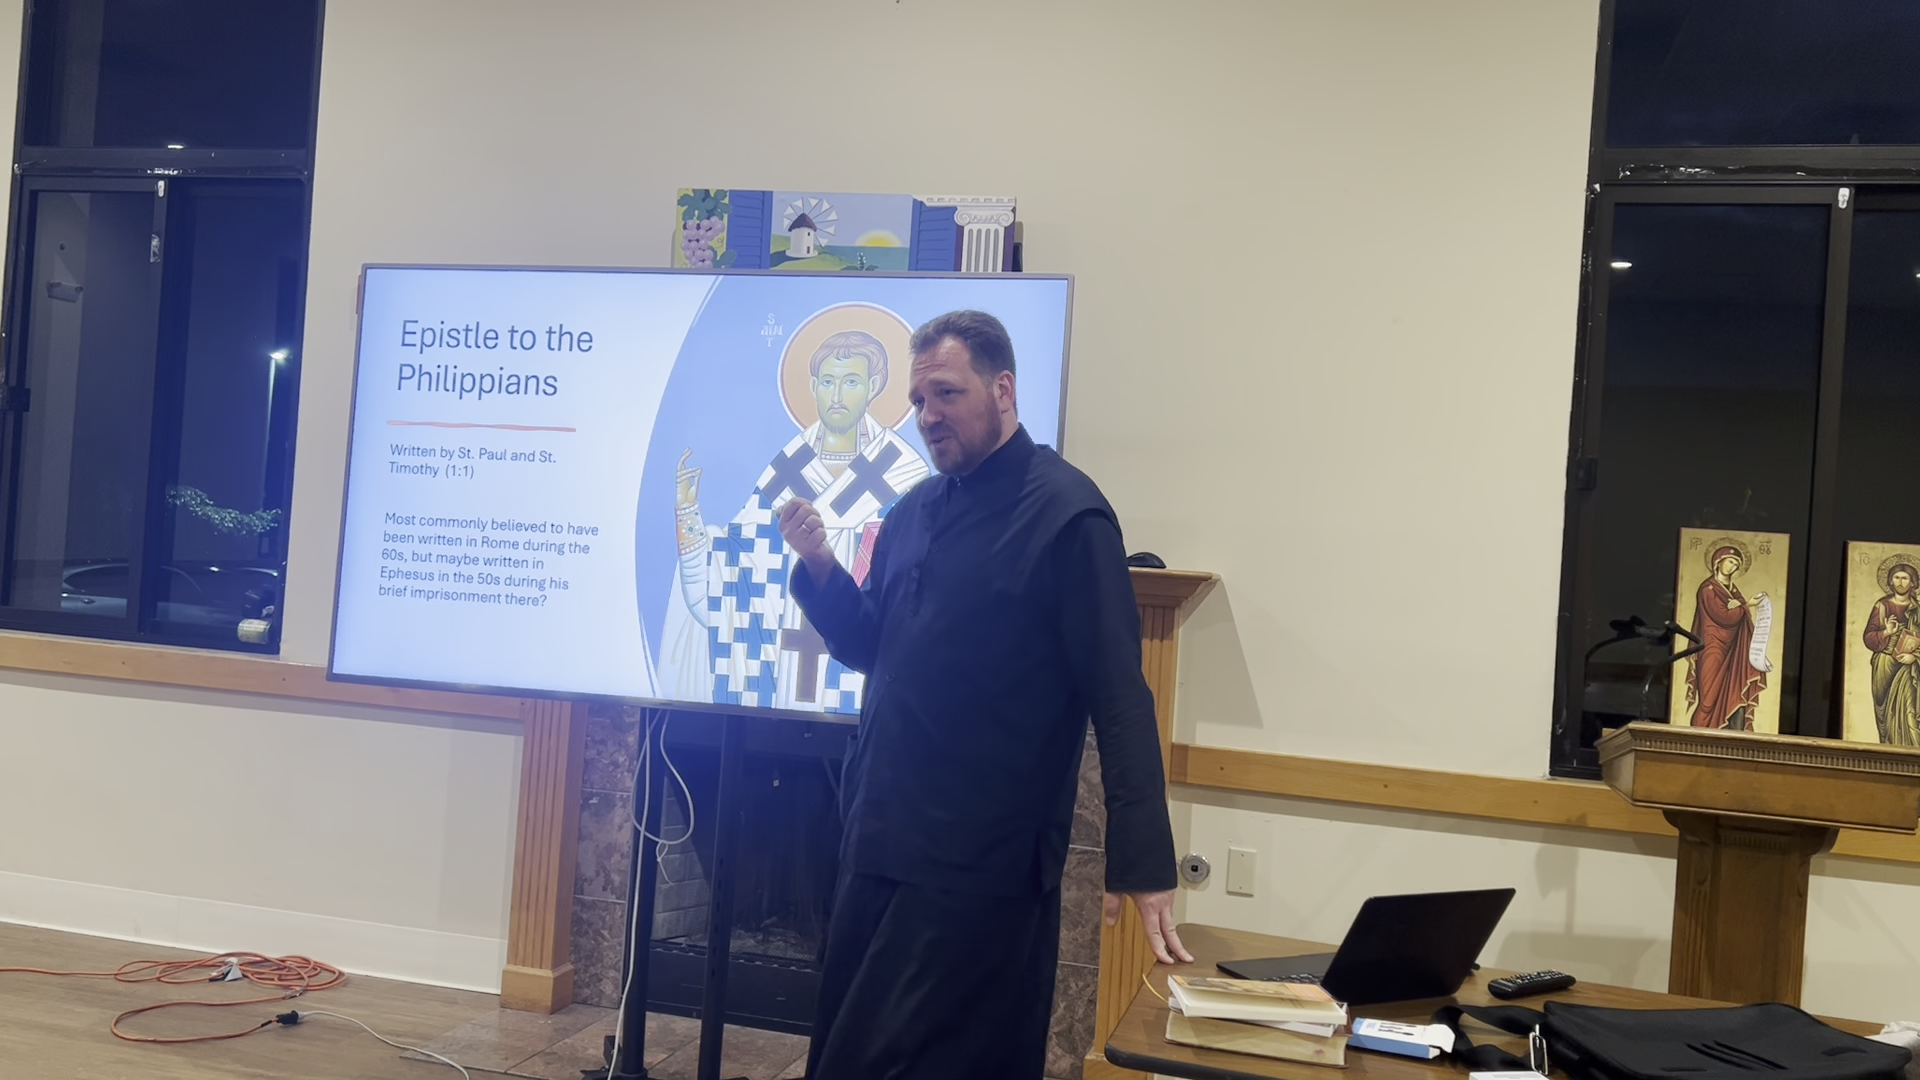 Epistle to the
Philippians
Written by St. Paul and St.
Timothy (1:1)
Most commonly believed to have
been written in Rome during the
60s, but maybe written in
Ephesus in the 50s during his
brief imprisonment there?
S
AIN
T